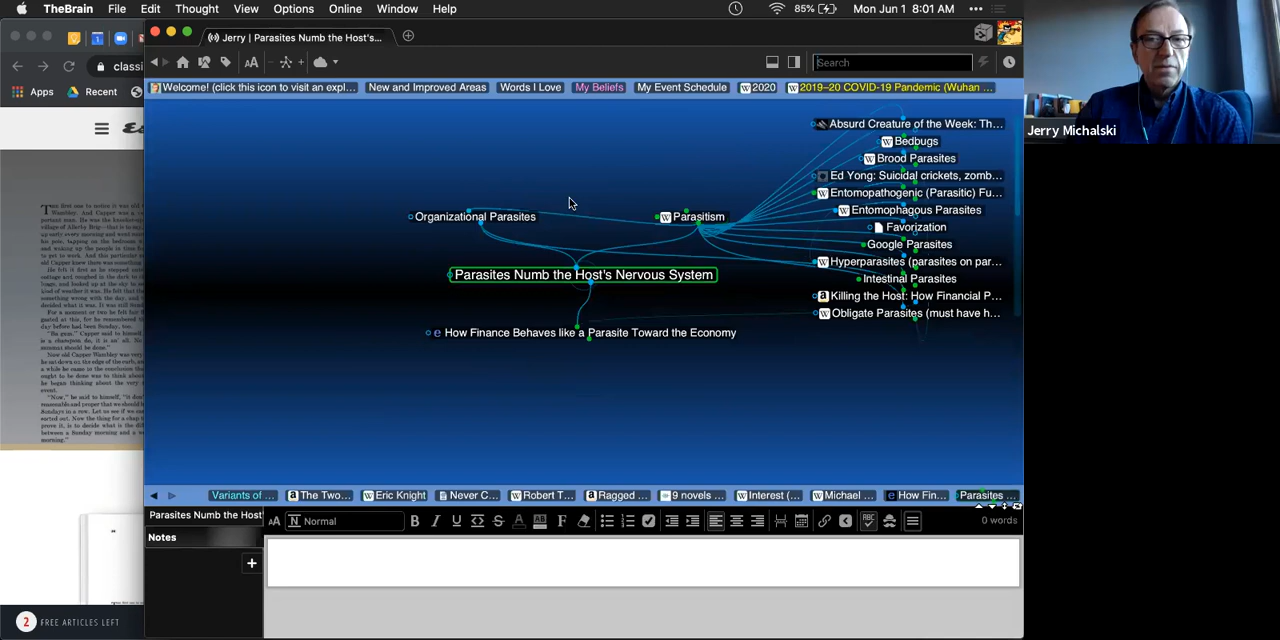 TheBrain File Edit Thought View Options Online Window Help 85% Mon Jun 1 8:01 AM
Jerry | Parasites Numb the Host's...
classi
Search
Apps Recent
Welcome! (click this icon to visit an expl... New and Improved Areas Words I Love My Beliefs My Event Schedule 2020 2019–20 COVID-19 Pandemic (Wuhan ...
Jerry Michalski
Absurd Creature of the Week: Th...
Bedbugs
Brood Parasites
Ed Yong: Suicidal crickets, zomb...
Entomopathogenic (Parasitic) Fu...
Entomophagous Parasites
Organizational Parasites
Parasitism
Favorization
Google Parasites
Hyperparasites (parasites on par...
Parasites Numb the Host's Nervous System
Intestinal Parasites
Killing the Host: How Financial P...
Obligate Parasites (must have h...
How Finance Behaves like a Parasite Toward the Economy
Variants of ... The Two... Eric Knight Never C... Robert T... Ragged ... 9 novels ... Interest (... Michael ... How Fin... Parasites ...
Parasites Numb the Host'
Normal
0 words
Notes
2 FREE ARTICLES LEFT